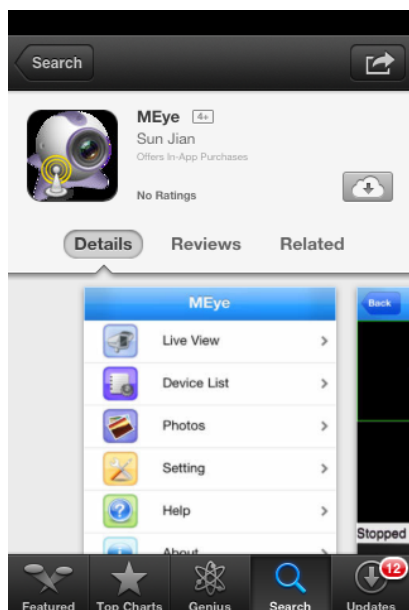 Search
MEye 4+
Sun Jian
Offers In-App Purchases
No Ratings
Details Reviews Related
MEye
Back
Live View
Device List
Photos
Setting
Help
About
Stopped
Featured Top Charts Genius Search Updates
12